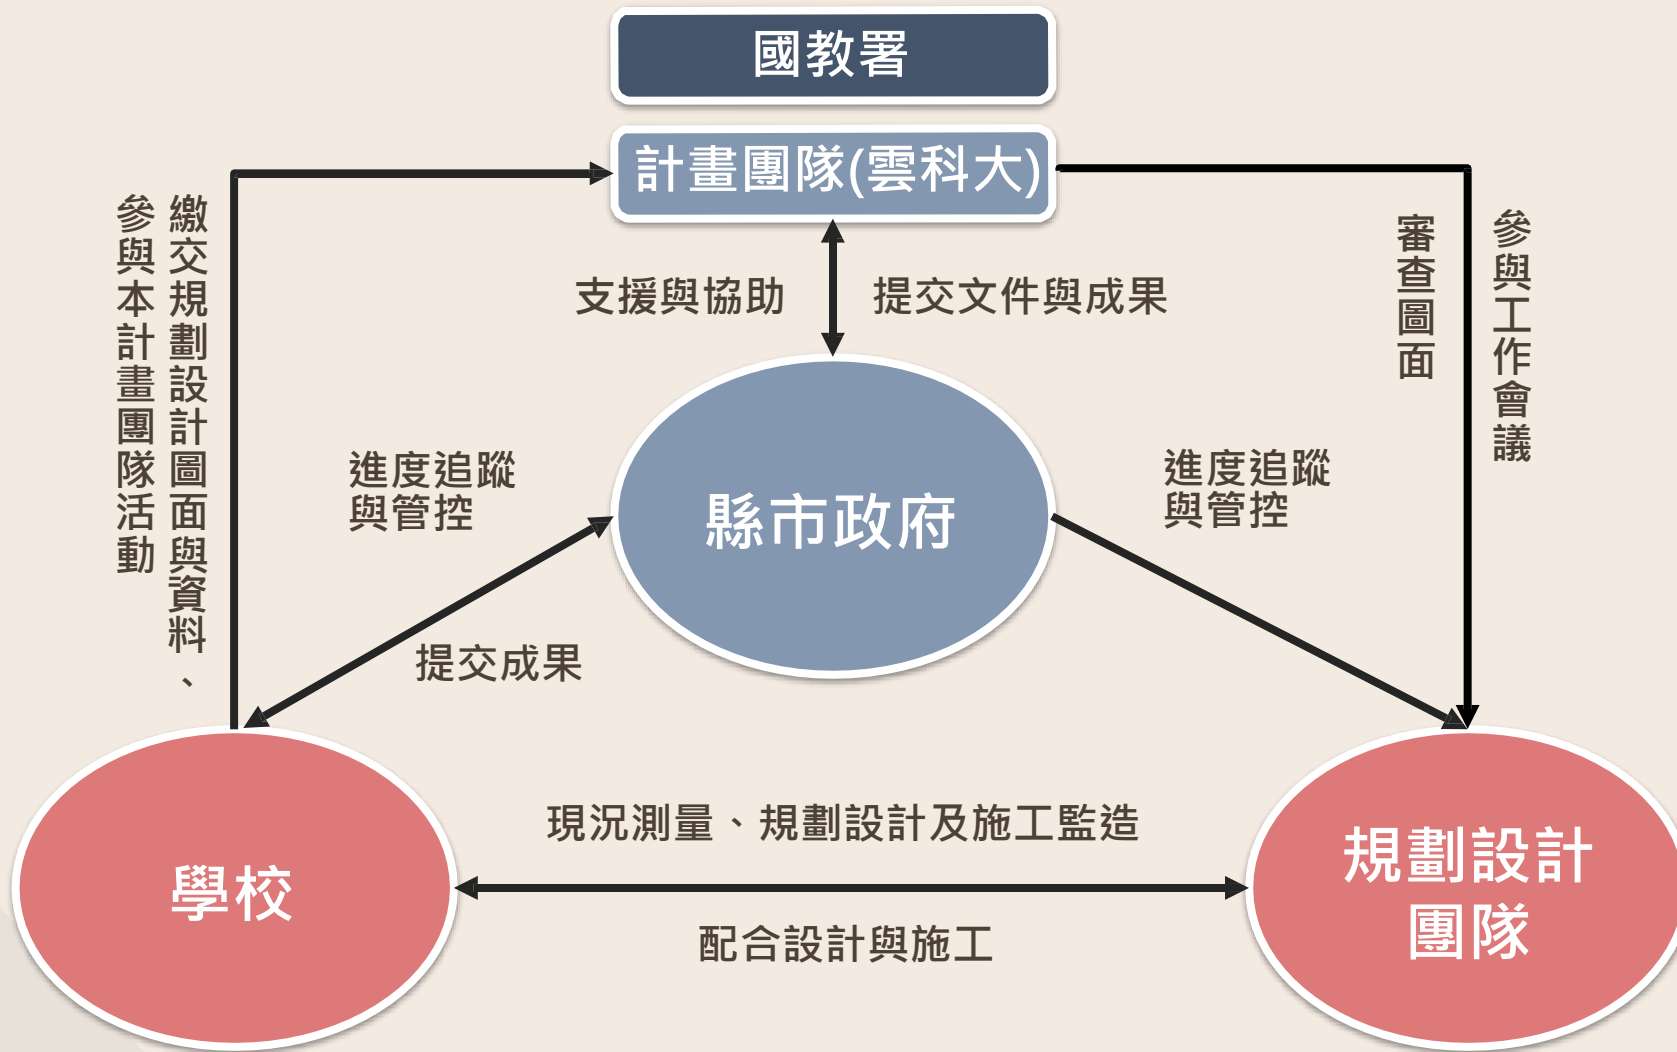 國教署
計畫團隊(雲科大)
繳交規劃設計圖面與資料、
參與本計畫團隊活動
支援與協助
提交文件與成果
審查圖面
參與工作會議
進度追蹤
與管控
縣市政府
進度追蹤
與管控
提交成果
現況測量、規劃設計及施工監造
學校
規劃設計
團隊
配合設計與施工